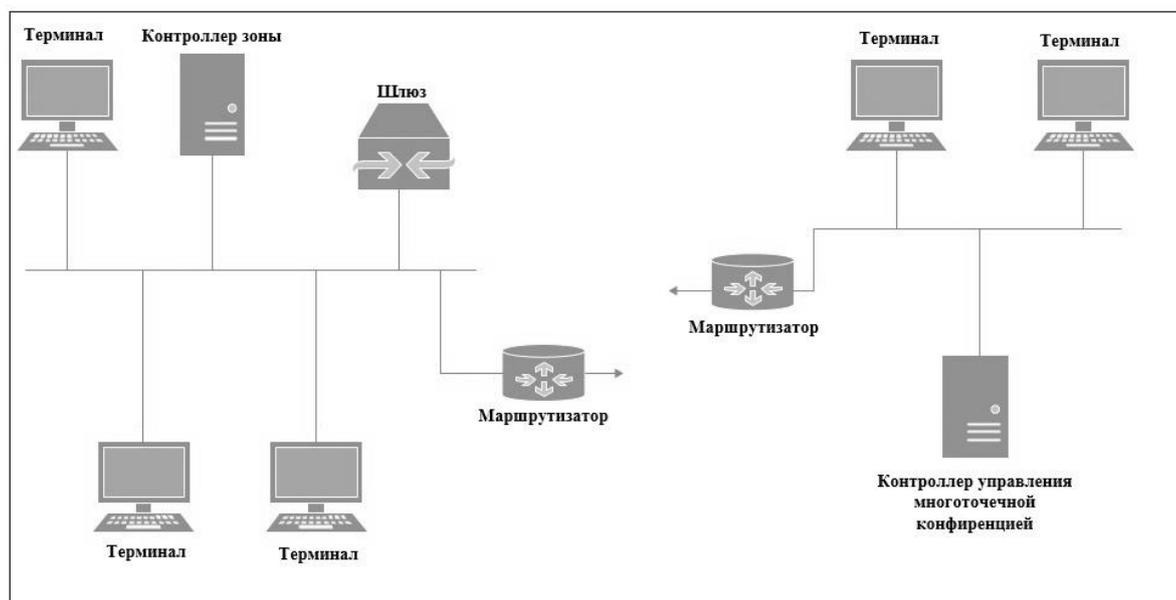 Терминал
Контроллер зоны
Шлюз
Терминал
Терминал
Маршрутизатор
Маршрутизатор
Терминал
Терминал
Контроллер управления
многоточечной
конфиренцией